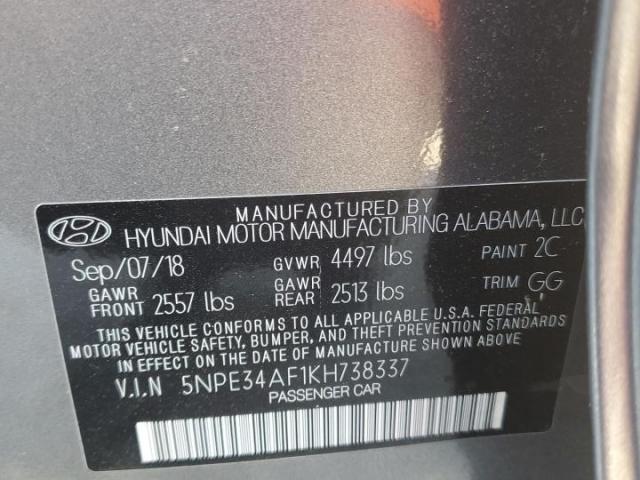 MANUFACTURED BY
HYUNDAI MOTOR MANUFACTURING ALABAMA, LLC
Sep/07/18 GVWR 4497 lbs PAINT 2C
GAWR FRONT 2557 lbs GAWR REAR 2513 lbs TRIM GG
THIS VEHICLE CONFORMS TO ALL APPLICABLE U.S.A. FEDERAL
MOTOR VEHICLE SAFETY, BUMPER, AND THEFT PREVENTION STANDARDS
IN EFFECT ON THE DATE OF MANUFACTURE SHOWN ABOVE.
V.I.N 5NPE34AF1KH738337
PASSENGER CAR